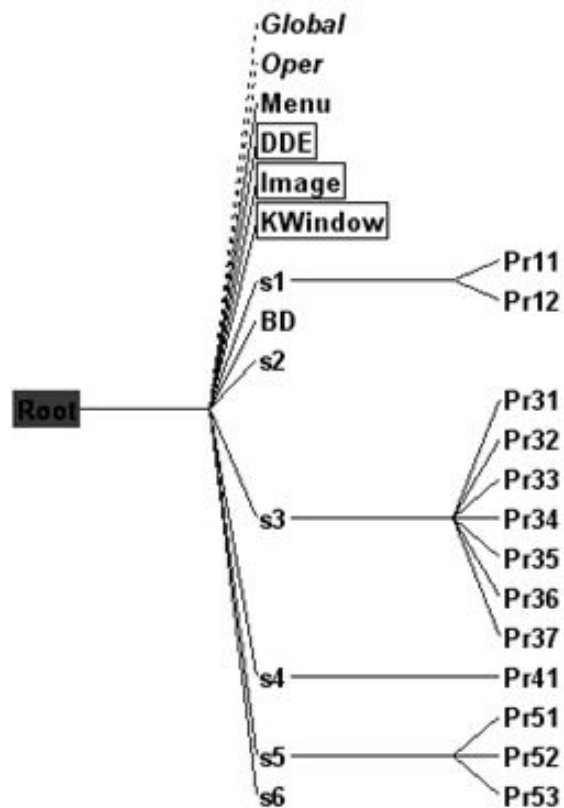 Global
Oper
Menu
DDE
Image
KWindow
Pr11
s1
Pr12
BD
s2
Root
Pr31
Pr32
Pr33
s3
Pr34
Pr35
Pr36
Pr37
s4
Pr41
Pr51
s5
Pr52
s6
Pr53